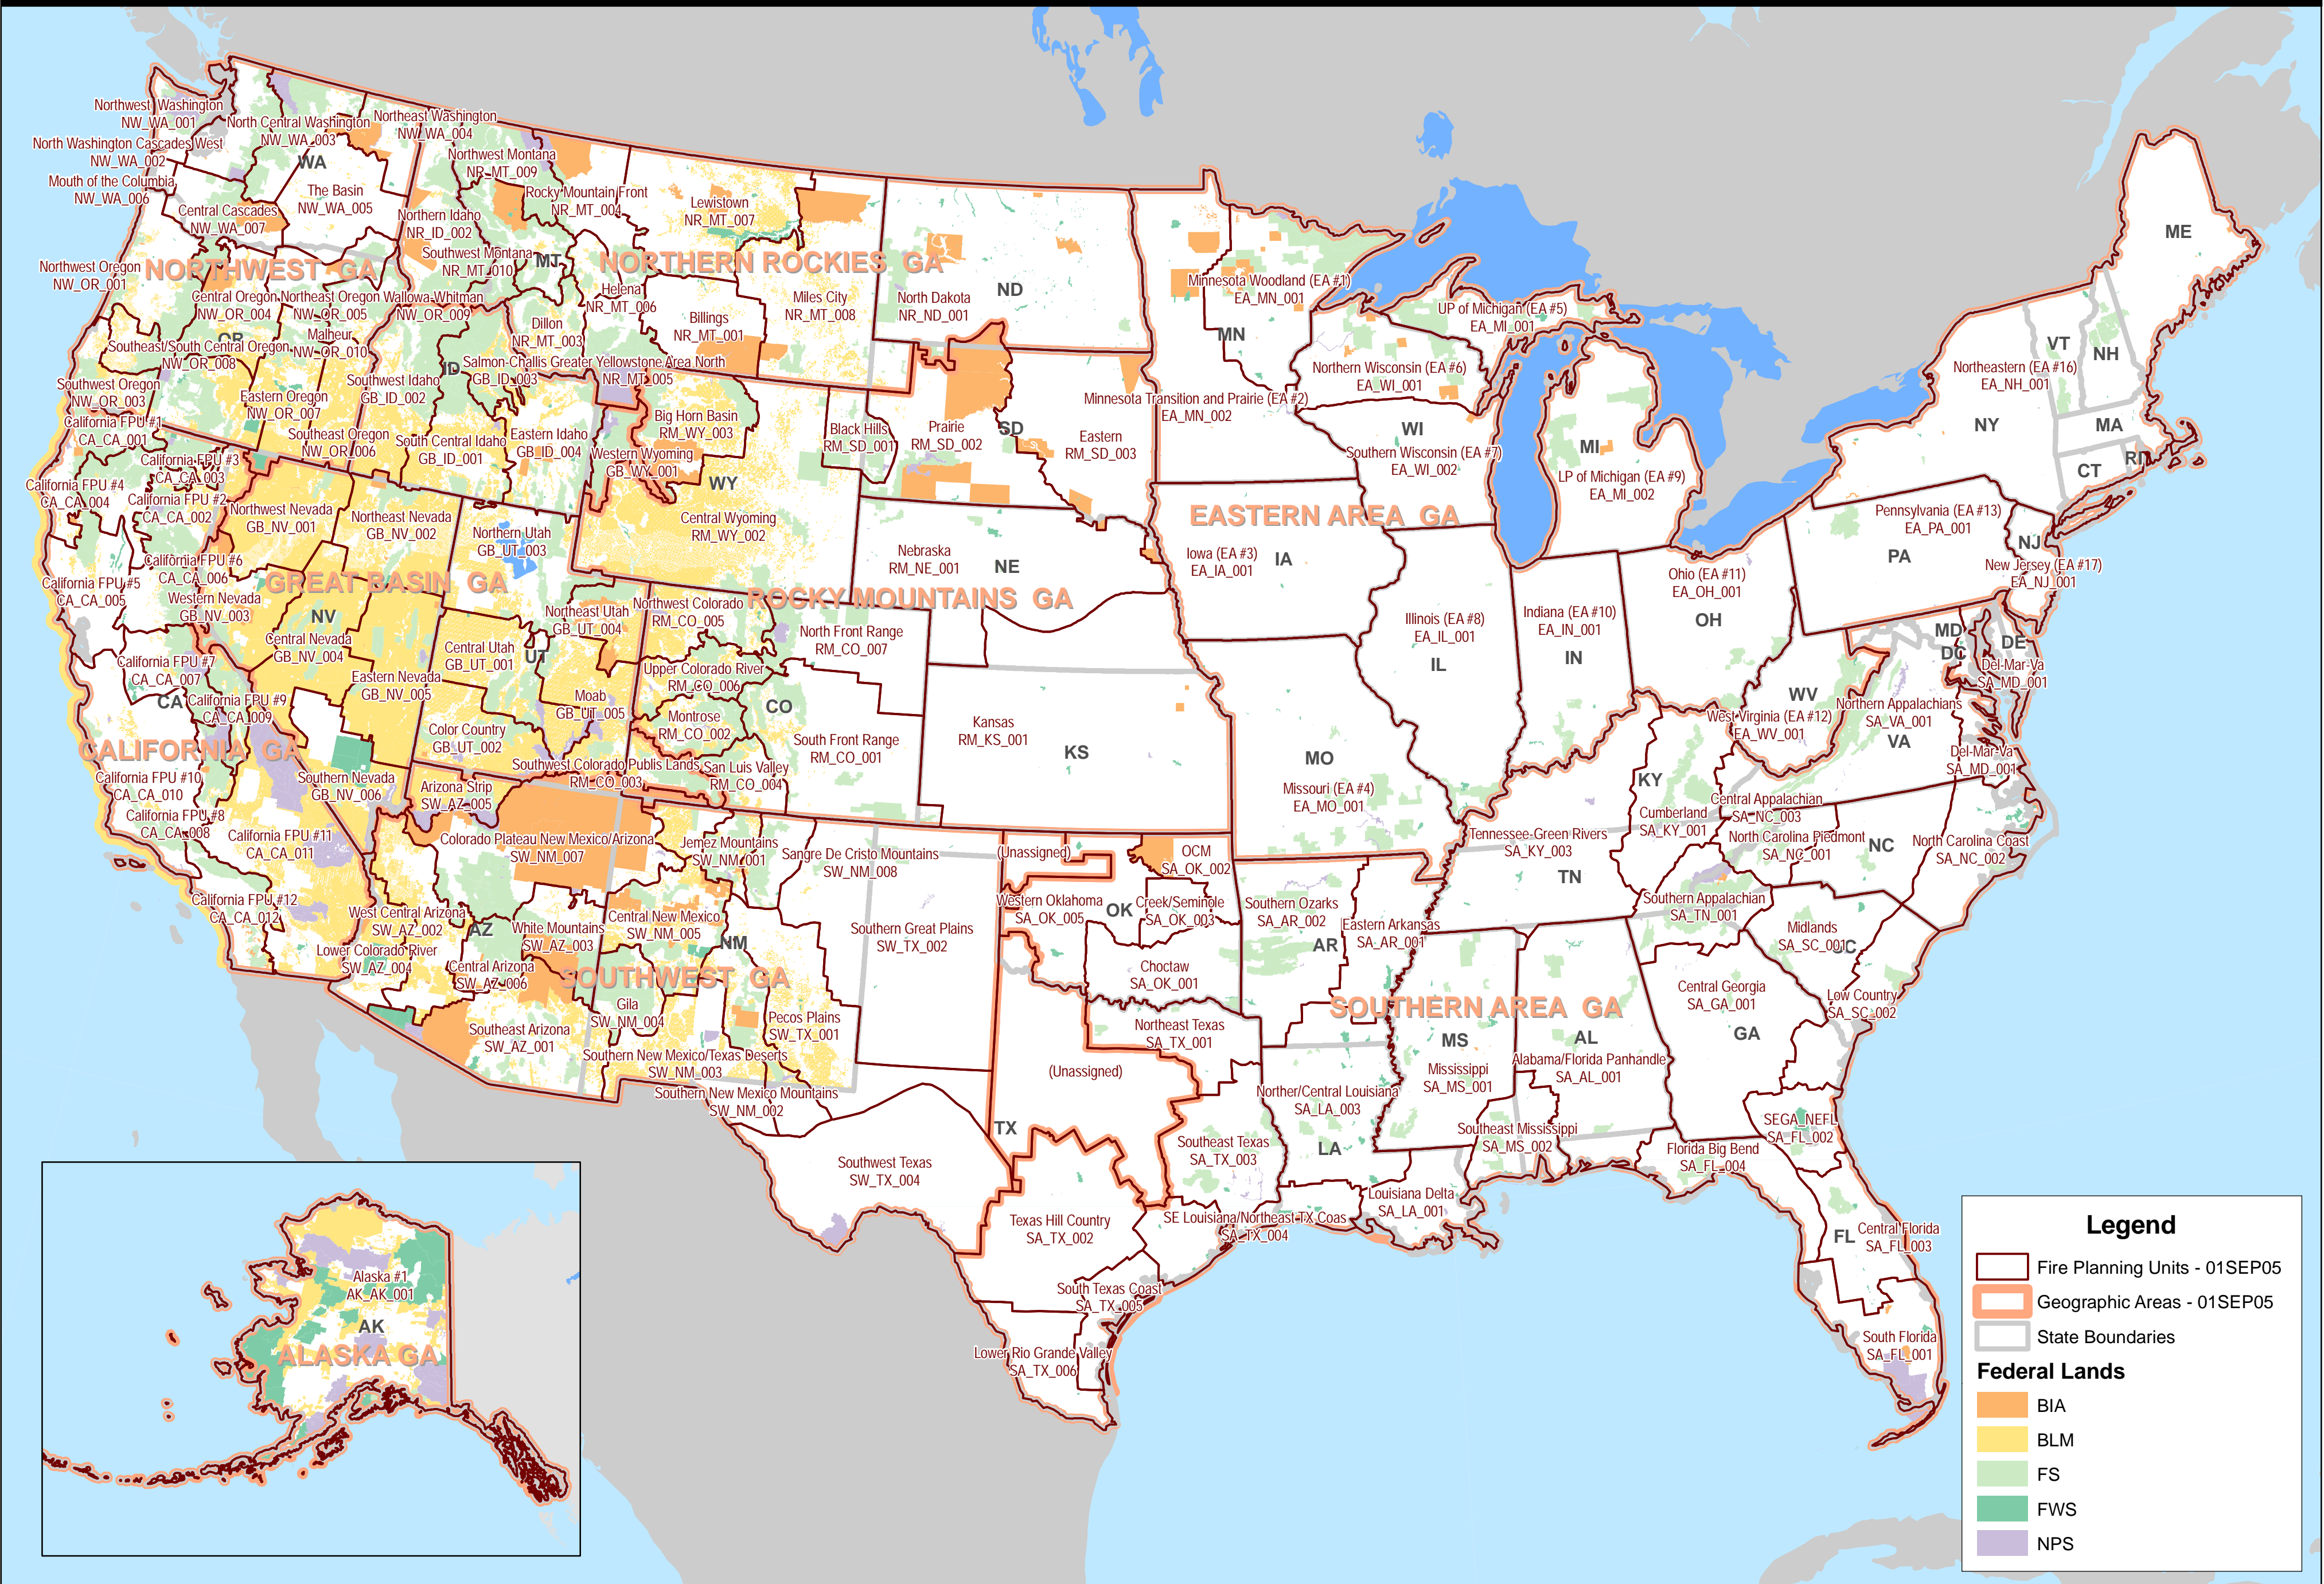 Northwest Washington
NW_WA_001
North Washington Cascades West
NW_WA_002
Mouth of the Columbia
NW_WA_006
North Central Washington
NW_WA_003
WA
Northeast Washington
NW_WA_004
The Basin
NW_WA_005
Central Cascades
NW_WA_007
NORTHWEST GA
Northwest Oregon
NW_OR_001
Central Oregon
NW_OR_004
Northeast Oregon
NW_OR_005
Wallowa-Whitman
NW_OR_009
OR
Malheur
NW_OR_010
Southeast/South Central Oregon
NW_OR_008
Southwest Oregon
NW_OR_003
Eastern Oregon
NW_OR_007
Southeast Oregon
NW_OR_006
Northwest Montana
NR_MT_009
Rocky Mountain Front
NR_MT_004
Lewistown
NR_MT_007
Northern Idaho
NR_ID_002
Southwest Montana
NR_MT_010
MT
NORTHERN ROCKIES GA
Helena
NR_MT_006
Billings
NR_MT_001
Miles City
NR_MT_008
Dillon
NR_MT_003
Greater Yellowstone Area North
NR_MT_005
North Dakota
NR_ND_001
ND
ID
Salmon-Challis
GB_ID_003
Southwest Idaho
GB_ID_002
South Central Idaho
GB_ID_001
Eastern Idaho
GB_ID_004
Western Wyoming
GB_WY_001
Big Horn Basin
RM_WY_003
WY
Central Wyoming
RM_WY_002
Black Hills
RM_SD_001
Prairie
RM_SD_002
SD
Eastern
RM_SD_003
Nebraska
RM_NE_001
NE
ROCKY MOUNTAINS GA
California FPU #1
CA_CA_001
California FPU #3
CA_CA_003
California FPU #4
CA_CA_004
California FPU #2
CA_CA_002
California FPU #6
CA_CA_006
California FPU #5
CA_CA_005
California FPU #7
CA_CA_007
CA
California FPU #9
CA_CA_009
CALIFORNIA GA
California FPU #10
CA_CA_010
California FPU #8
CA_CA_008
California FPU #11
CA_CA_011
California FPU #12
CA_CA_012
Northwest Nevada
GB_NV_001
Northeast Nevada
GB_NV_002
GREAT BASIN GA
Western Nevada
GB_NV_003
NV
Central Nevada
GB_NV_004
Eastern Nevada
GB_NV_005
Southern Nevada
GB_NV_006
Northern Utah
GB_UT_003
Northeast Utah
GB_UT_004
Central Utah
GB_UT_001
UT
Moab
GB_UT_005
Color Country
GB_UT_002
Northwest Colorado
RM_CO_005
North Front Range
RM_CO_007
Upper Colorado River
RM_CO_006
CO
Montrose
RM_CO_002
South Front Range
RM_CO_001
Southwest Colorado Publis Lands
RM_CO_003
San Luis Valley
RM_CO_004
Kansas
RM_KS_001
KS
Arizona Strip
SW_AZ_005
Colorado Plateau New Mexico/Arizona
SW_NM_007
Jemez Mountains
SW_NM_001
Sangre De Cristo Mountains
SW_NM_008
West Central Arizona
SW_AZ_002
AZ
White Mountains
SW_AZ_003
Central New Mexico
SW_NM_005
NM
Southern Great Plains
SW_TX_002
Lower Colorado River
SW_AZ_004
Central Arizona
SW_AZ_006
SOUTHWEST GA
Gila
SW_NM_004
Pecos Plains
SW_TX_001
Southeast Arizona
SW_AZ_001
Southern New Mexico/Texas Deserts
SW_NM_003
Southern New Mexico Mountains
SW_NM_002
TX
Southwest Texas
SW_TX_004
Minnesota Woodland (EA #1)
EA_MN_001
MN
Minnesota Transition and Prairie (EA #2)
EA_MN_002
UP of Michigan (EA #5)
EA_MI_001
Northern Wisconsin (EA #6)
EA_WI_001
WI
Southern Wisconsin (EA #7)
EA_WI_002
MI
LP of Michigan (EA #9)
EA_MI_002
EASTERN AREA GA
Iowa (EA #3)
EA_IA_001
IA
Illinois (EA #8)
EA_IL_001
IL
Indiana (EA #10)
EA_IN_001
IN
Ohio (EA #11)
EA_OH_001
OH
MO
Missouri (EA #4)
EA_MO_001
ME
VT
NH
Northeastern (EA #16)
EA_NH_001
NY
MA
CT
RI
Pennsylvania (EA #13)
EA_PA_001
PA
NJ
New Jersey (EA #17)
EA_NJ_001
MD
DC
DE
Del-Mar-Va
SA_MD_001
WV
West Virginia (EA #12)
EA_WV_001
Northern Appalachians
SA_VA_001
VA
Del-Mar-Va
SA_MD_001
KY
Cumberland
SA_KY_001
Central Appalachian
SA_NC_003
North Carolina Piedmont
SA_NC_001
NC
North Carolina Coast
SA_NC_002
Tennessee-Green Rivers
SA_KY_003
TN
Southern Appalachian
SA_TN_001
Midlands
SA_SC_001
SC
Low Country
SA_SC_002
(Unassigned)
OCM
SA_OK_002
Western Oklahoma
SA_OK_005
OK
Creek/Seminole
SA_OK_003
Choctaw
SA_OK_001
Southern Ozarks
SA_AR_002
AR
Eastern Arkansas
SA_AR_001
SOUTHERN AREA GA
Northeast Texas
SA_TX_001
(Unassigned)
MS
Mississippi
SA_MS_001
AL
Alabama/Florida Panhandle
SA_AL_001
Central Georgia
SA_GA_001
GA
Norther/Central Louisiana
SA_LA_003
LA
Southeast Mississippi
SA_MS_002
SEGA_NEFL
SA_FL_002
Florida Big Bend
SA_FL_004
Southeast Texas
SA_TX_003
Louisiana Delta
SA_LA_001
SE Louisiana/Northeast TX Coas
SA_TX_004
Texas Hill Country
SA_TX_002
South Texas Coast
SA_TX_005
Lower Rio Grande Valley
SA_TX_006
FL
Central Florida
SA_FL_003
South Florida
SA_FL_001
Alaska #1
AK_AK_001
AK
ALASKA GA
Legend
Fire Planning Units - 01SEP05
Geographic Areas - 01SEP05
State Boundaries
Federal Lands
BIA
BLM
FS
FWS
NPS